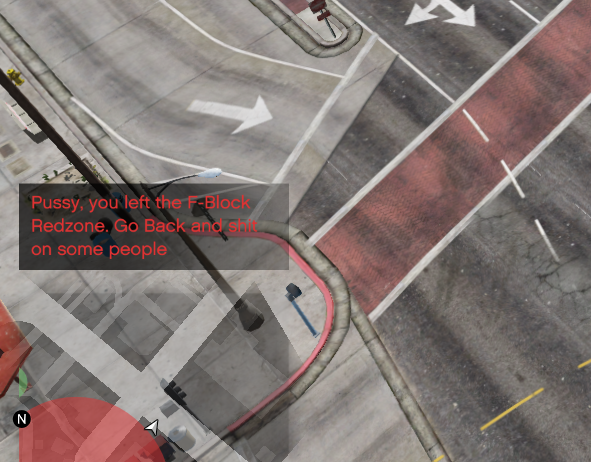 Pussy, you left the F-Block
Redzone. Go Back and shit
on some people
N